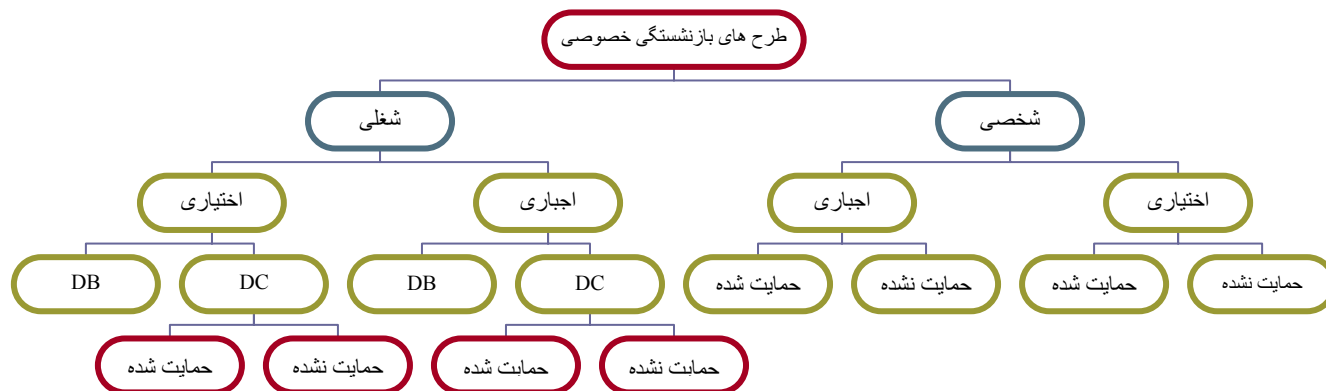 طرح های بازنشستگی خصوصی
شخصی
شغلی
اختیاری
اجباری
اجباری
اختیاری
حمایت نشده
حمایت شده
حمایت نشده
حمایت شده
DC
DB
DC
DB
حمابت نشده
حمابت شده
حمایت نشده
حمایت شده